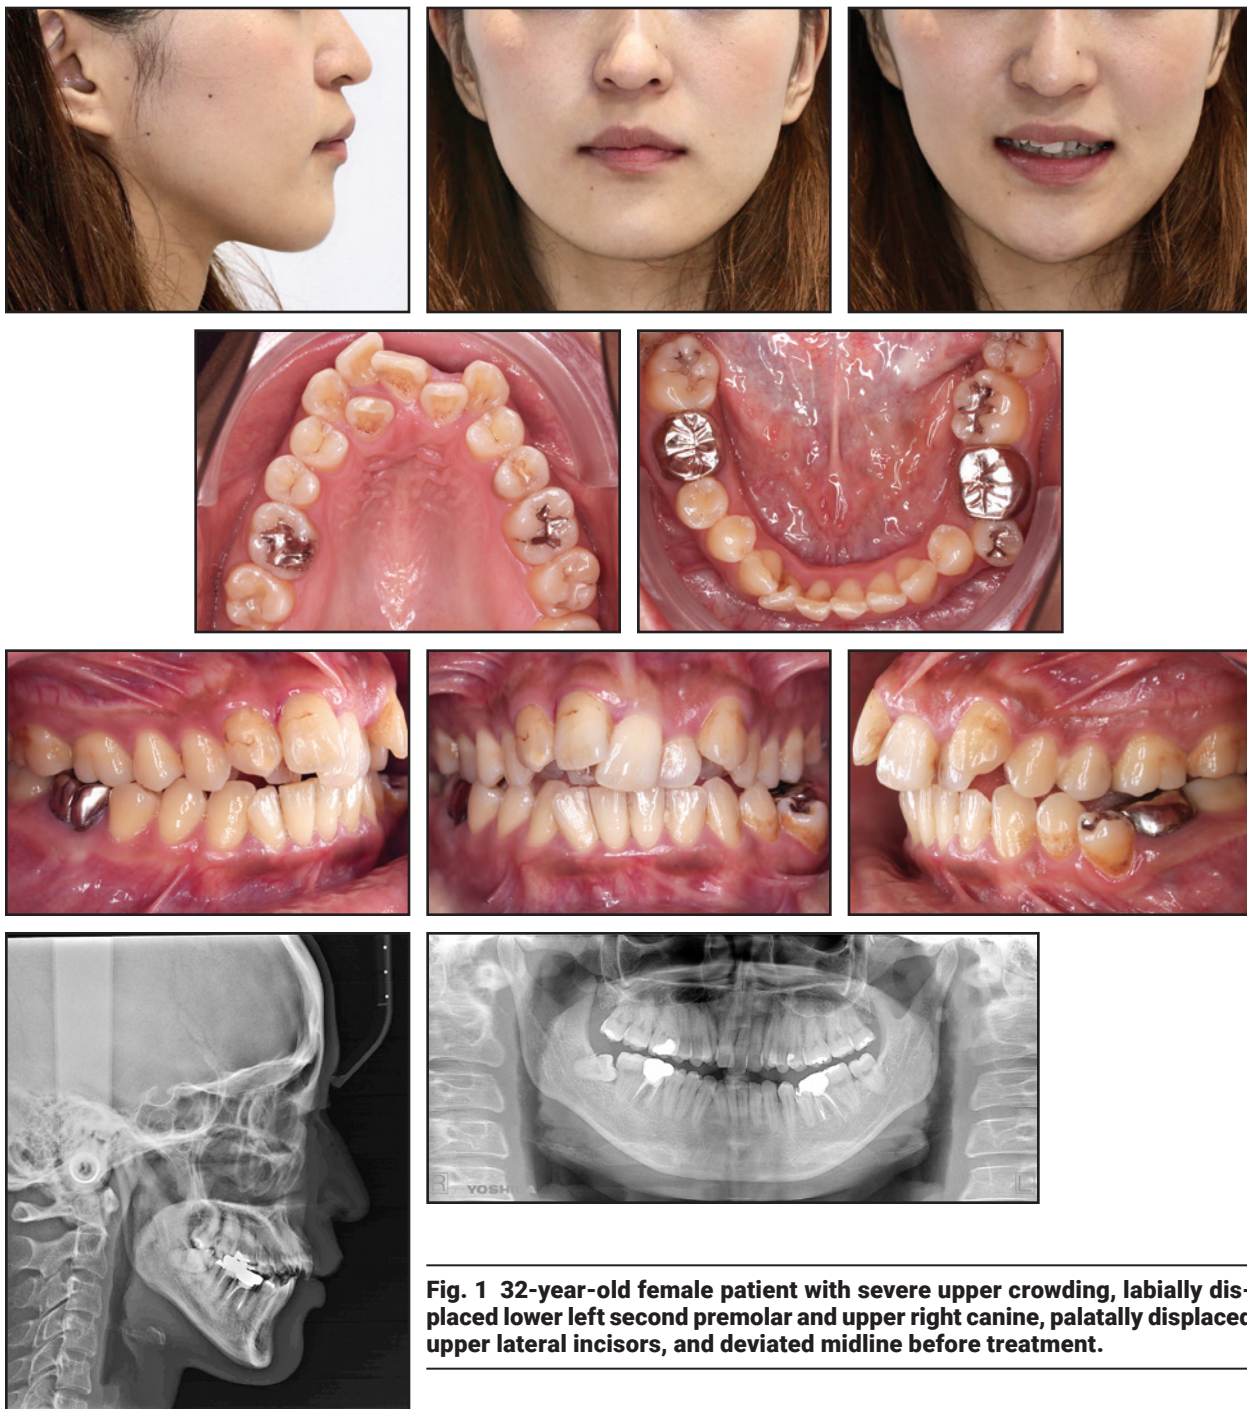 R
YOSHI
L
Fig. 1 32-year-old female patient with severe upper crowding, labially dis-
placed lower left second premolar and upper right canine, palatally displaced
upper lateral incisors, and deviated midline before treatment.